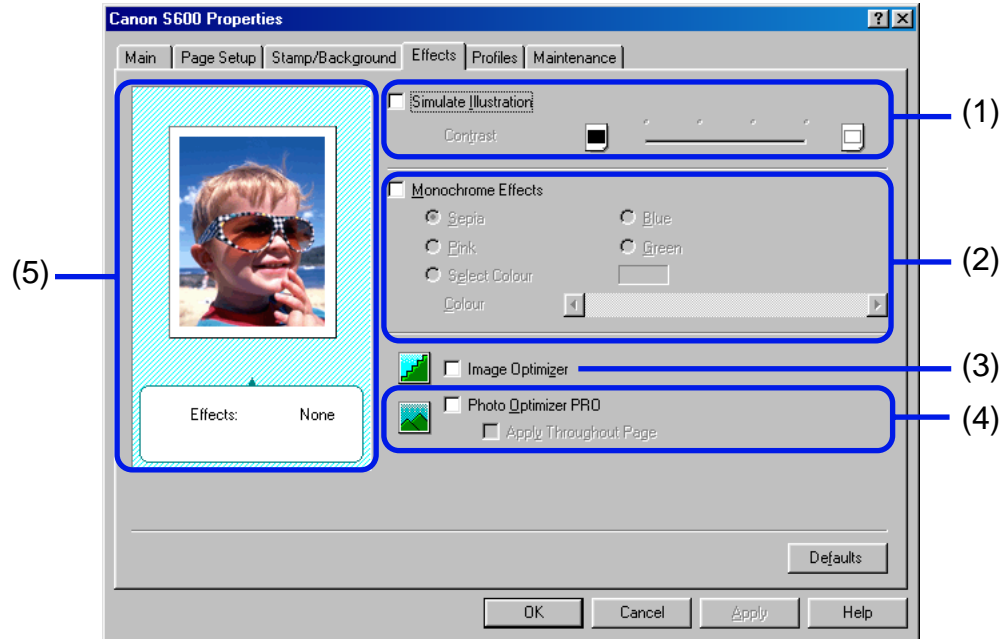 Canon S600 Properties
Main Page Setup Stamp/Background Effects Profiles Maintenance
Simulate Illustration
(1)
Contrast
Monochrome Effects
Sepia Blue
Pink Green
(2)
Select Colour
(5)
Colour
Image Optimizer
(3)
Photo Optimizer PRO
(4)
Effects: None
Apply Throughout Page
Defaults
OK Cancel Apply Help